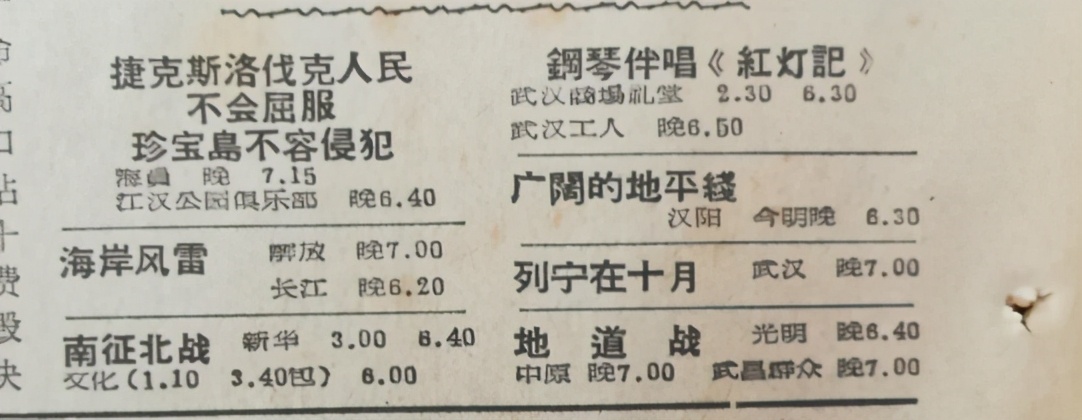 捷克斯洛伐克人民
不会屈服
珍宝島不容侵犯
海員 晚 7.15
江汉公园俱乐部 晚6.40
海岸风雷 解放 晚7.00
长江 晚6.20
南征北战 新华 3.00 6.40
文化(1.10 3.40包) 6.00
鋼琴伴唱《紅灯記》
武汉商場礼堂 2.30 6.30
武汉工人 晚6.50
广闊的地平綫
汉阳 今明晚 6.30
列宁在十月 武汉 晚7.00
地道战 光明 晚6.40
中原 晚7.00 武昌群众 晚7.00